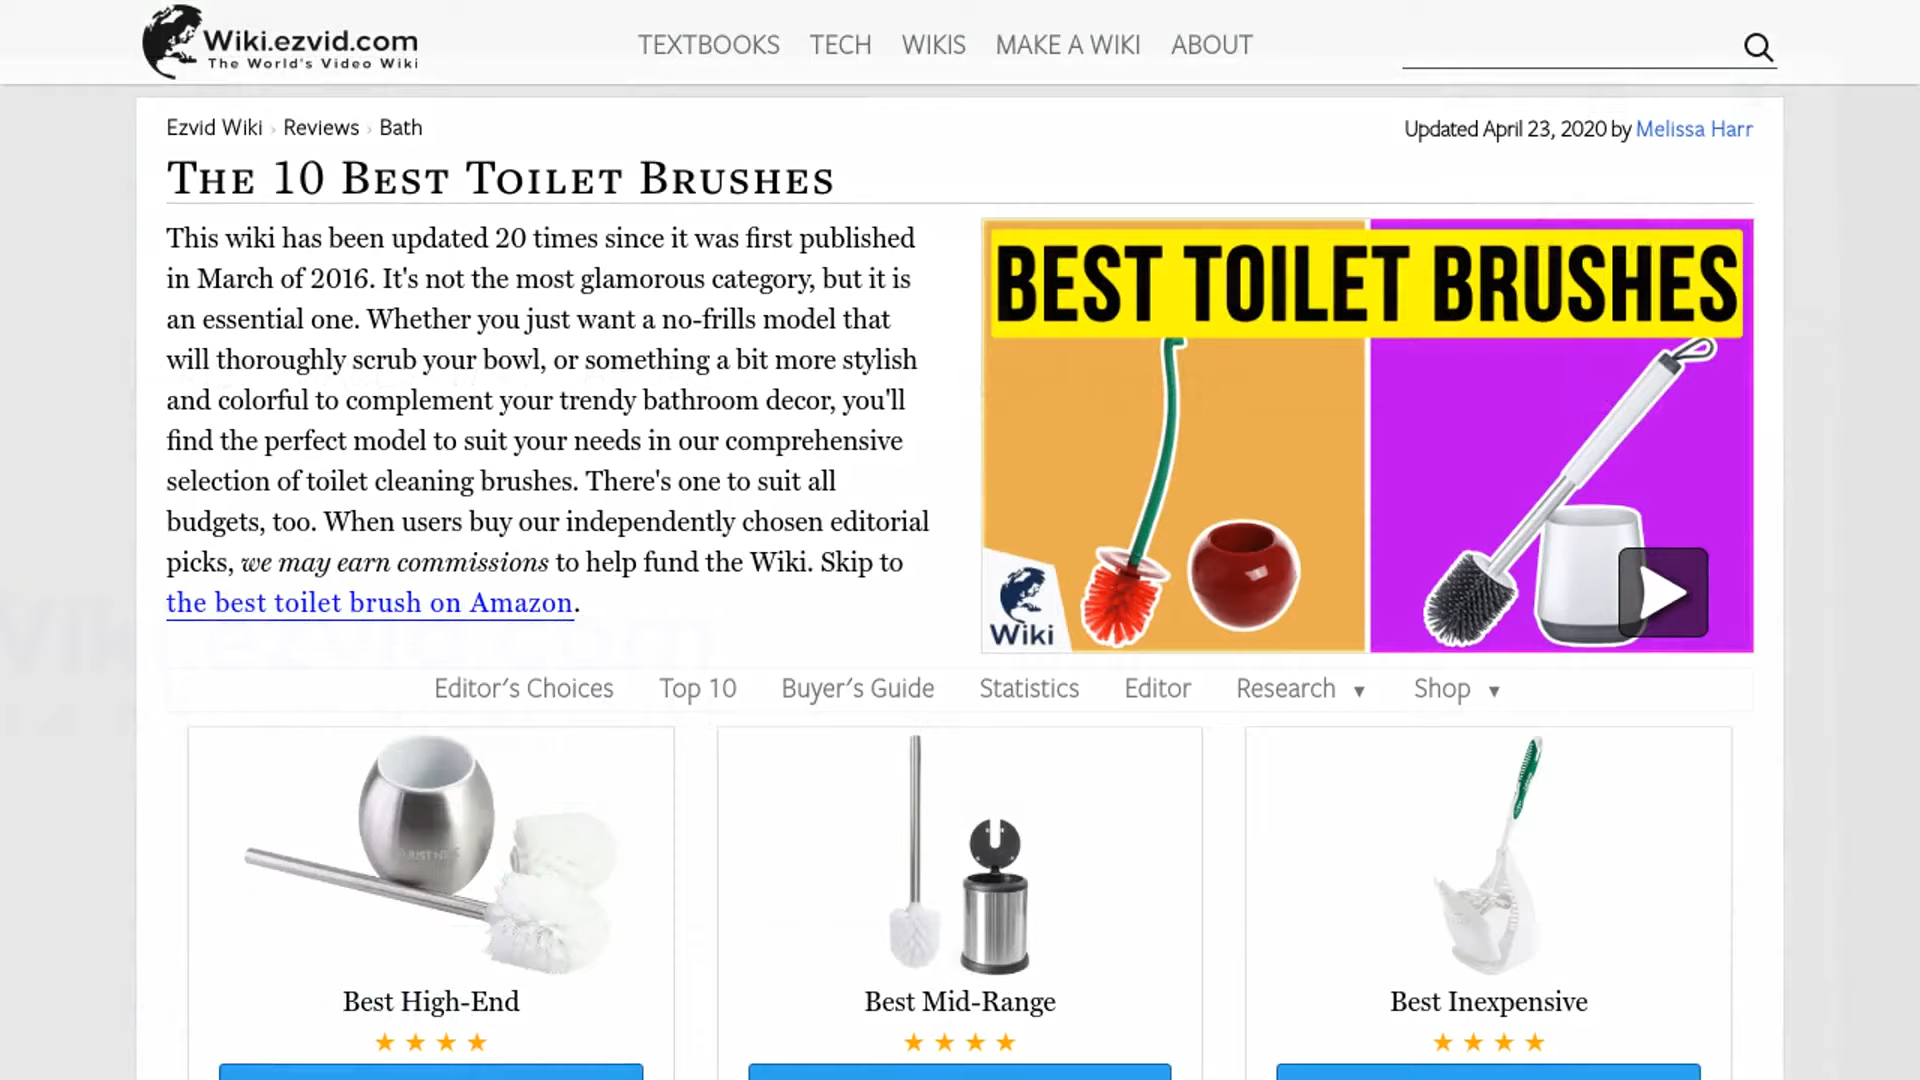 Wiki.ezvid.com
The World's Video Wiki
TEXTBOOKS TECH WIKIS MAKE A WIKI ABOUT
Ezvid Wiki › Reviews › Bath
Updated April 23, 2020 by Melissa Harr
THE 10 BEST TOILET BRUSHES
This wiki has been updated 20 times since it was first published
in March of 2016. It's not the most glamorous category, but it is
an essential one. Whether you just want a no-frills model that
will thoroughly scrub your bowl, or something a bit more stylish
and colorful to complement your trendy bathroom decor, you'll
find the perfect model to suit your needs in our comprehensive
selection of toilet cleaning brushes. There's one to suit all
budgets, too. When users buy our independently chosen editorial
picks, we may earn commissions to help fund the Wiki. Skip to
the best toilet brush on Amazon.
BEST TOILET BRUSHES
Wiki
Editor's Choices Top 10 Buyer's Guide Statistics Editor Research ▼ Shop ▼
Best High-End
Best Mid-Range
Best Inexpensive